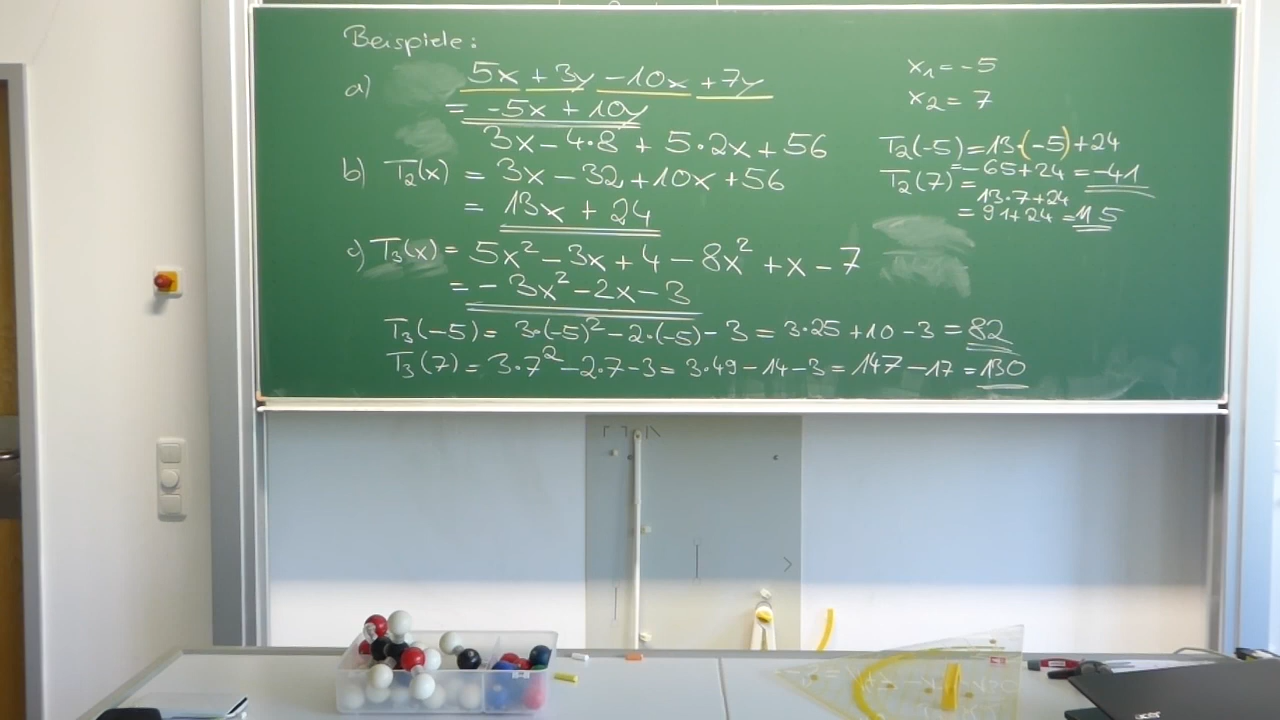 Beispiele:
a) 5x + 3y - 10x + 7y
= -5x + 10y
3x - 4·8 + 5·2x + 56
b) T₂(x) = 3x - 32 + 10x + 56
= 13x + 24
c) T₃(x) = 5x² - 3x + 4 - 8x² + x - 7
= - 3x² - 2x - 3
T₃(-5) = 3·(-5)² - 2·(-5) - 3 = 3·25 + 10 - 3 = 82
T₃(7) = 3·7² - 2·7 - 3 = 3·49 - 14 - 3 = 147 - 17 = 130
x₁ = -5
x₂ = 7
T₂(-5) = 13·(-5) + 24
= -65 + 24 = -41
T₂(7) =
13·7 + 24
= 91 + 24 = 115
acer